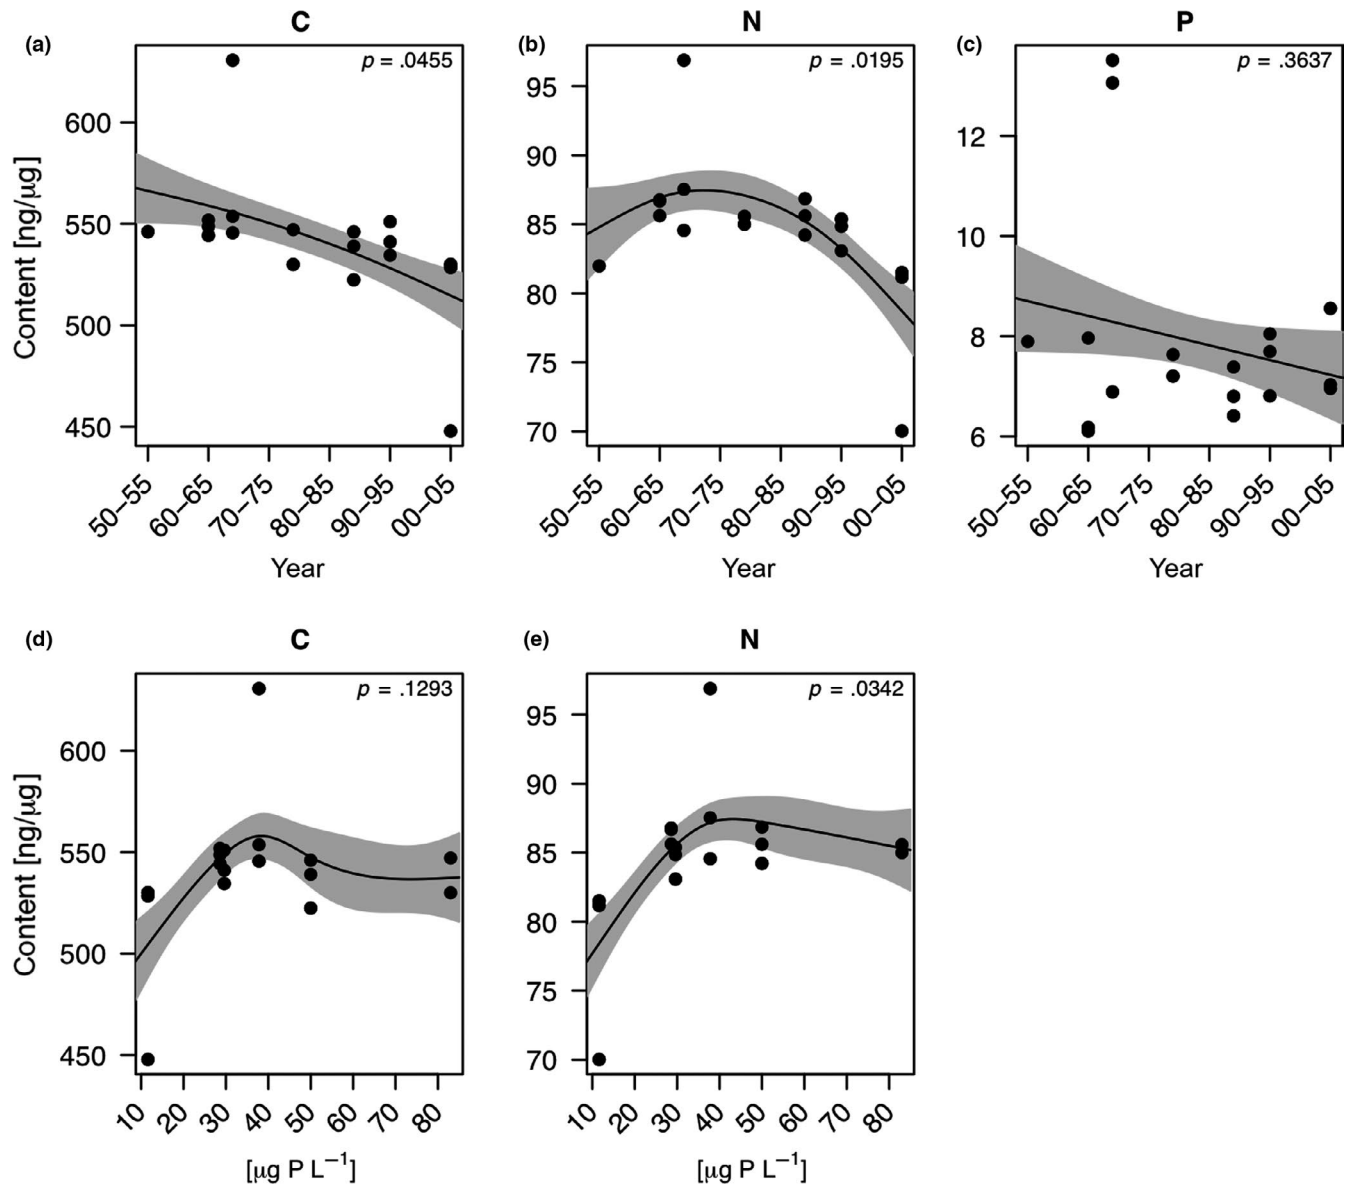 C
(a)
p = .0455
Content [ng/μg]
600
550
500
450
50–55
60–65
70–75
80–85
90–95
00–05
Year
N
(b)
p = .0195
95
90
85
80
75
70
50–55
60–65
70–75
80–85
90–95
00–05
Year
P
(c)
p = .3637
12
10
8
6
50–55
60–65
70–75
80–85
90–95
00–05
Year
C
(d)
p = .1293
Content [ng/μg]
600
550
500
450
10
20
30
40
50
60
70
80
[μg P L⁻¹]
N
(e)
p = .0342
95
90
85
80
75
70
10
20
30
40
50
60
70
80
[μg P L⁻¹]